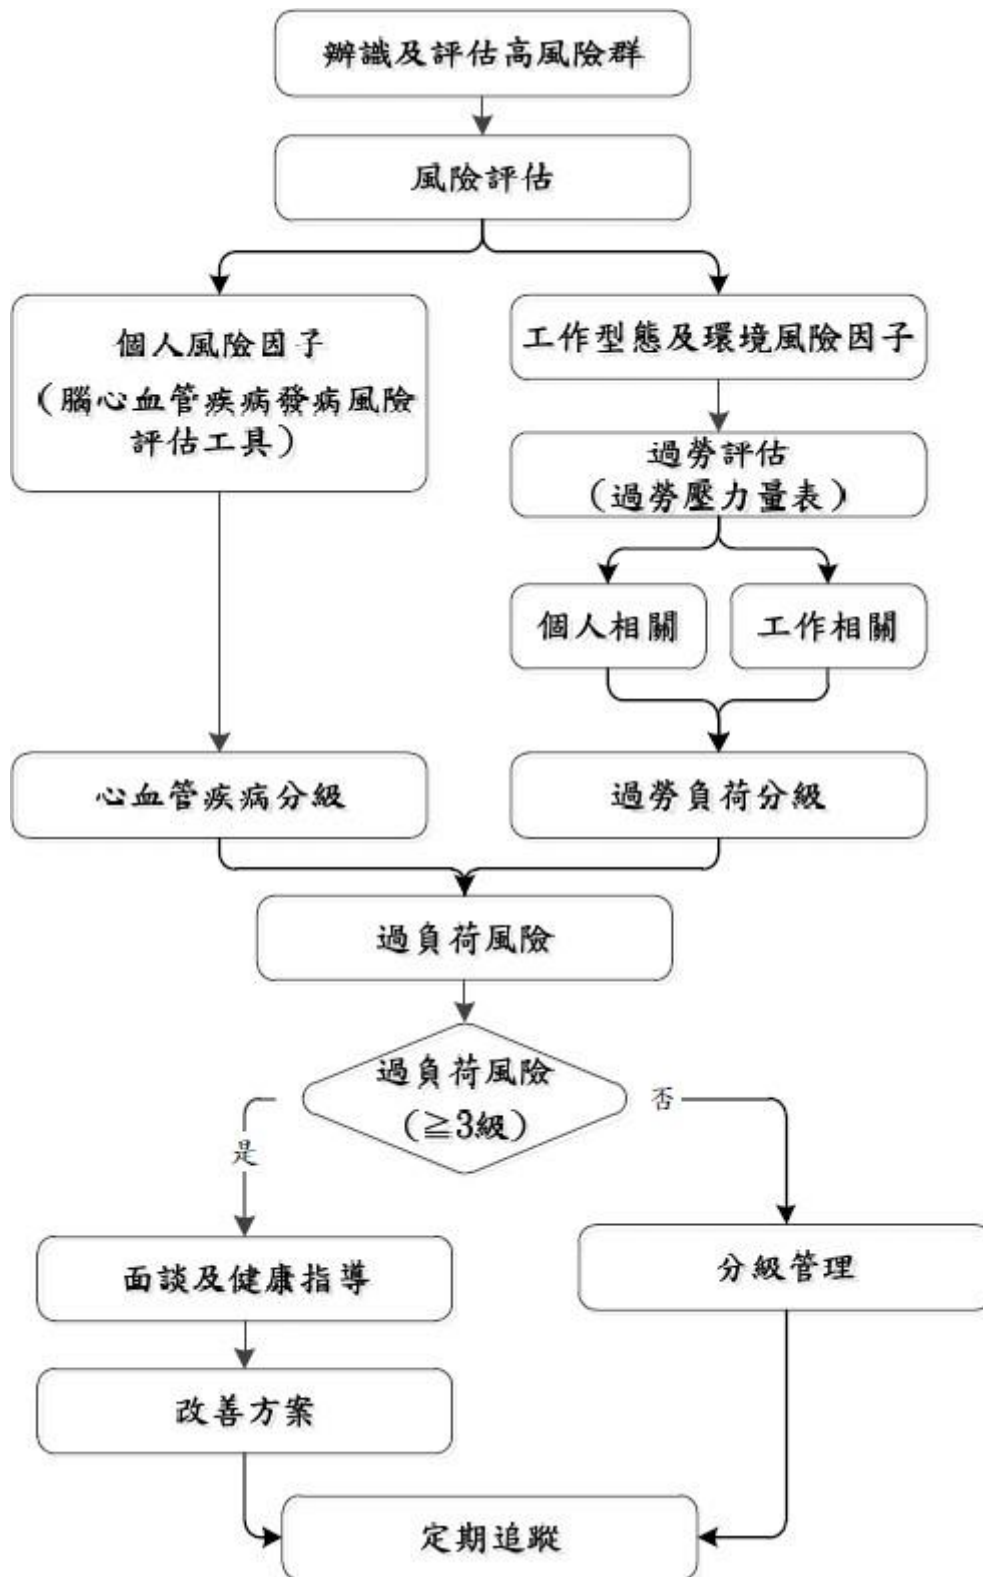 辦識及評估高風險群
風險評估
個人風險因子
（腦心血管疾病發病風險
評估工具）
工作型態及環境風險因子
過勞評估
（過勞壓力量表）
個人相關
工作相關
心血管疾病分級
過勞負荷分級
過負荷風險
過負荷風險
（≧3級）
是
否
面談及健康指導
分級管理
改善方案
定期追蹤